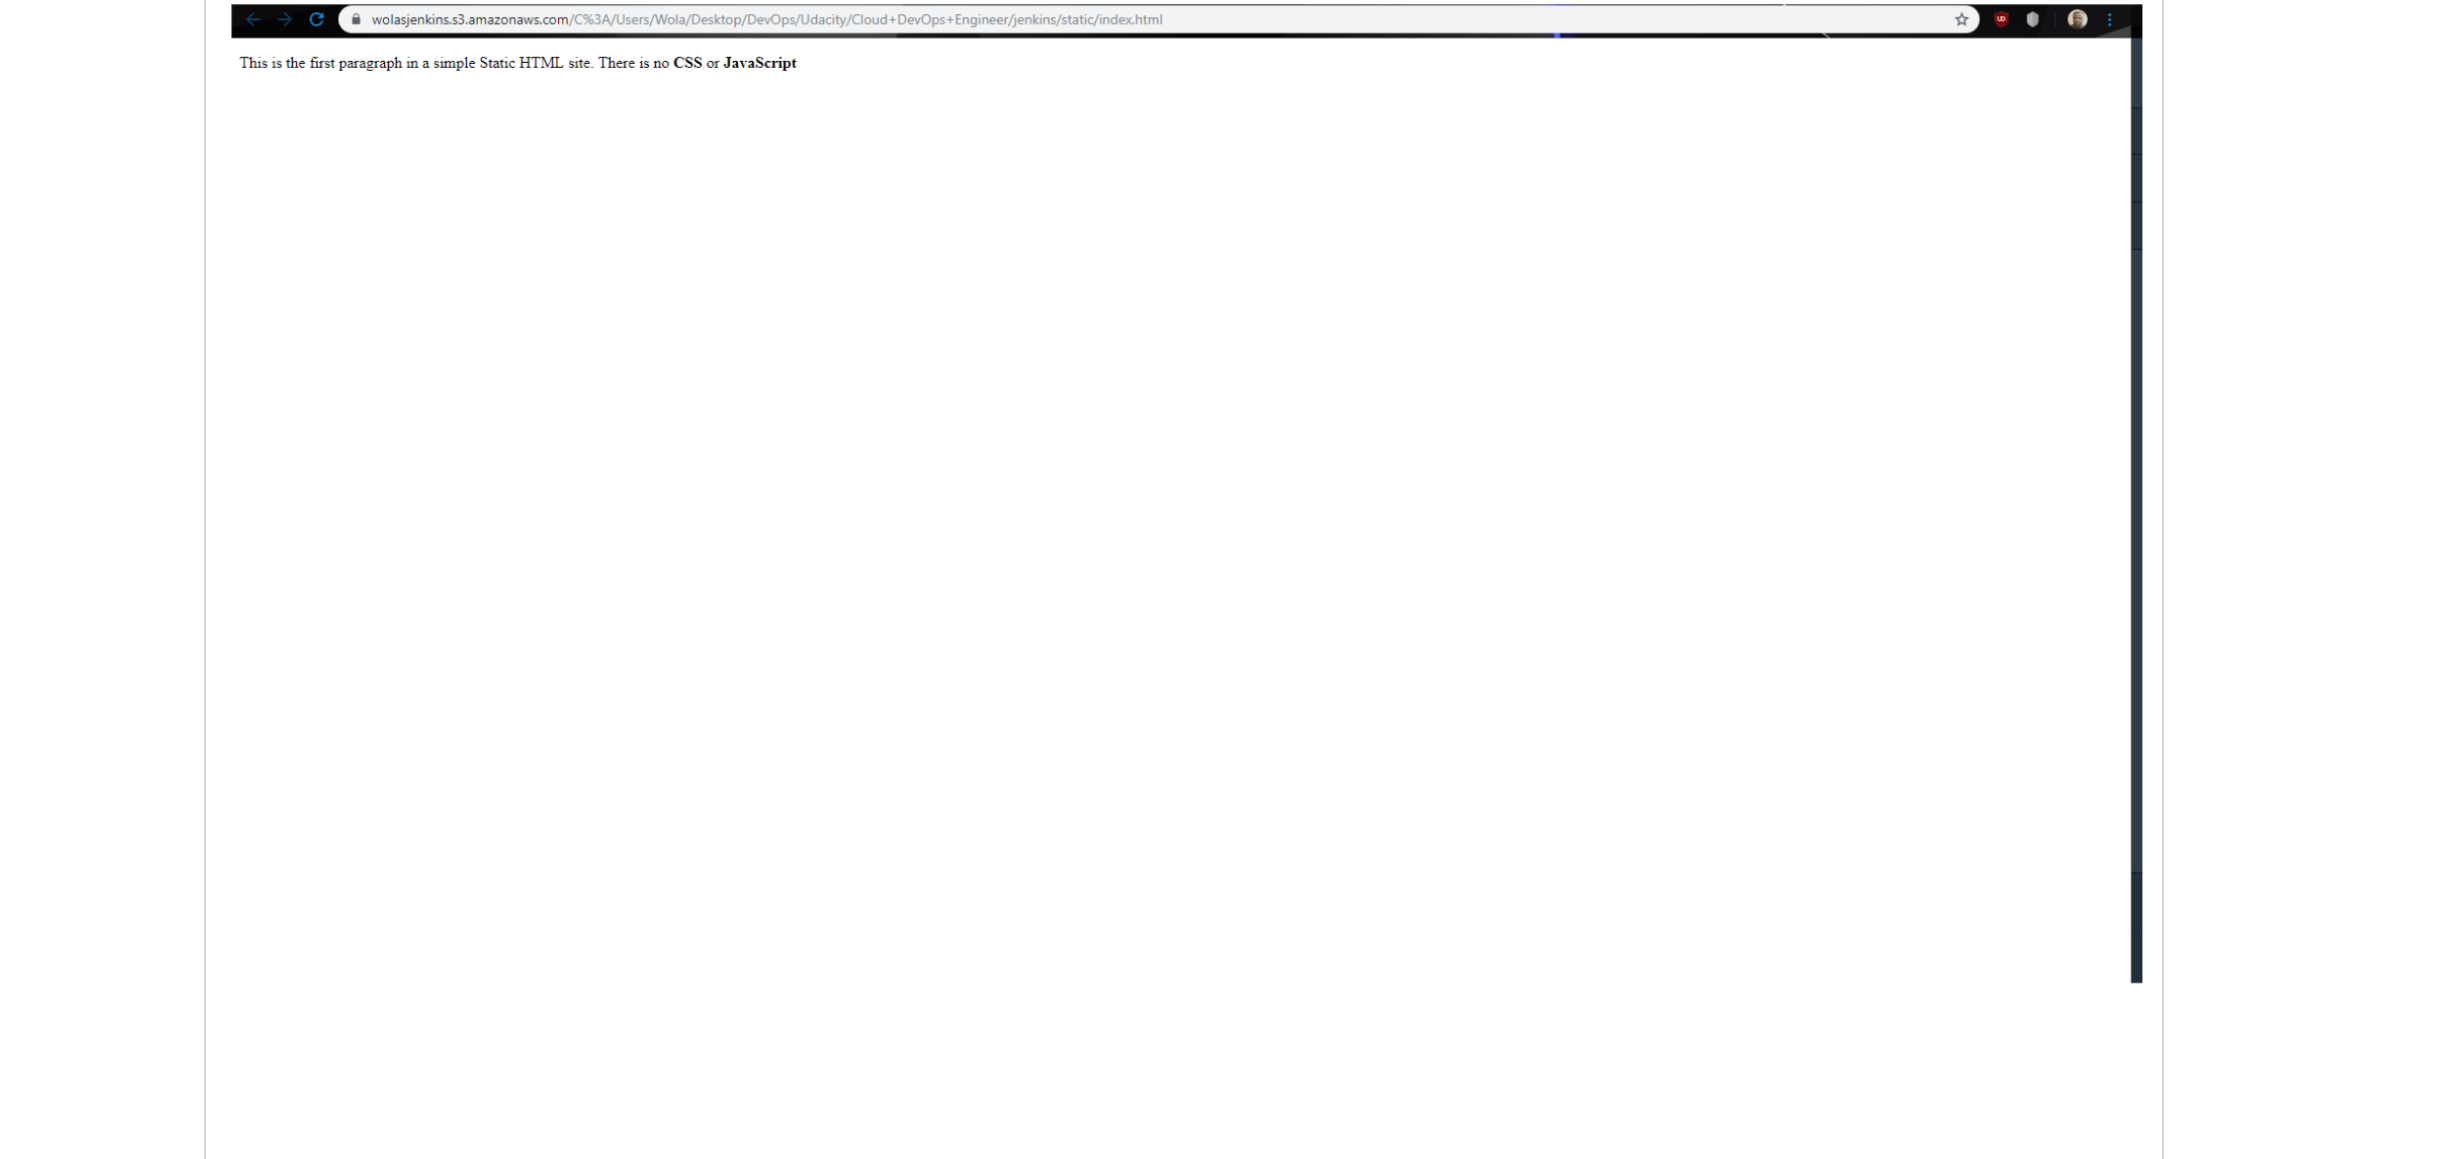 wolasjenkins.s3.amazonaws.com/C%3A/Users/Wola/Desktop/DevOps/Udacity/Cloud+DevOps+Engineer/jenkins/static/index.html
This is the first paragraph in a simple Static HTML site. There is no CSS or JavaScript